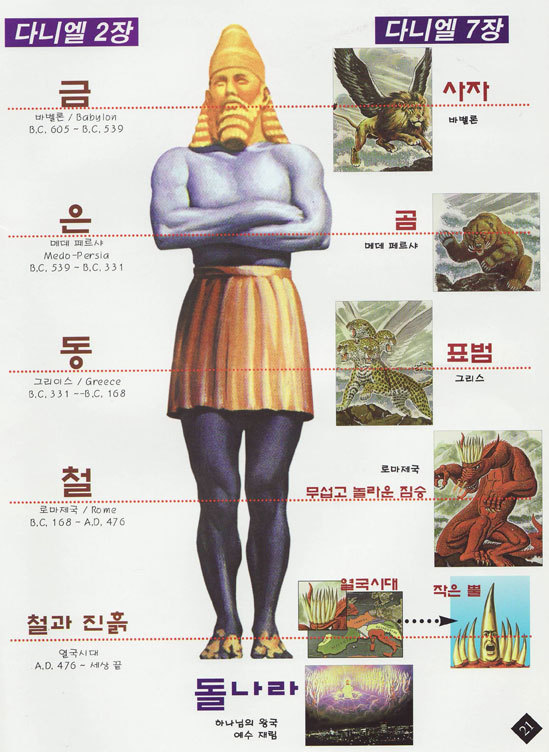 다니엘 2장
다니엘 7장
금
바벨론 / Babylon
B.C. 605 ~ B.C. 539
사자
바벨론
은
메데 페르샤
Medo-Persia
B.C. 539 ~ B.C. 331
곰
메데 페르샤
동
그리이스 / Greece
B.C. 331 ~-B.C. 168
표범
그리스
철
로마제국 / Rome
B.C. 168 - A.D. 476
로마제국
무섭고 놀라운 짐승
철과 진흙
열국시대
A.D. 476 ~ 세상 끝
열국시대
작은 뿔
돌나라
하나님의 왕국
예수 재림
21